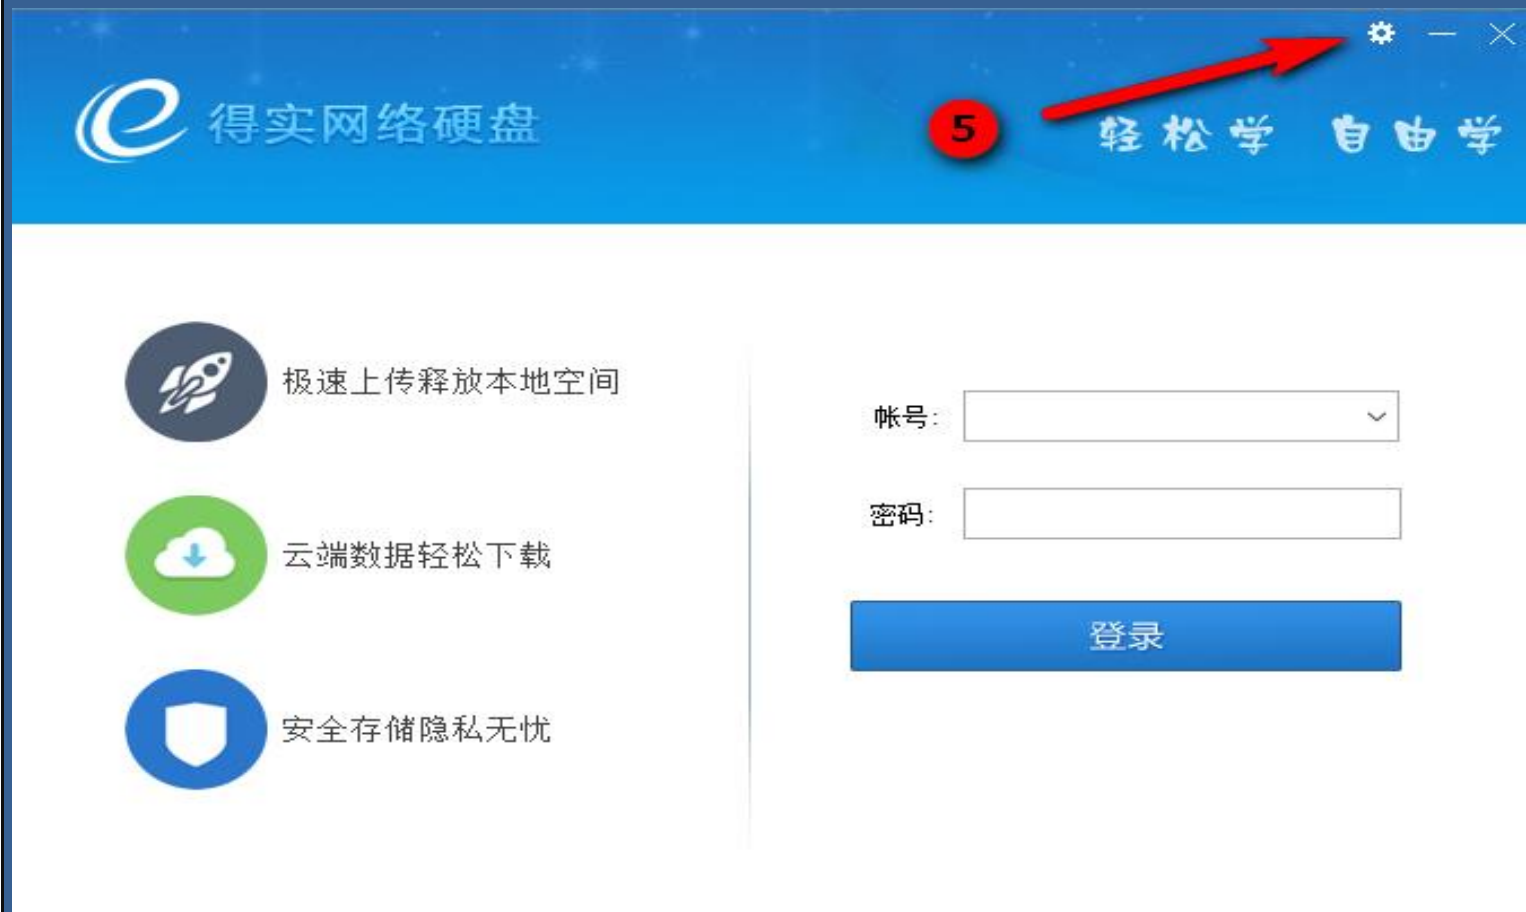 得实网络硬盘
5
轻松学 自由学
极速上传释放本地空间
云端数据轻松下载
安全存储隐私无忧
帐号:
密码:
登录